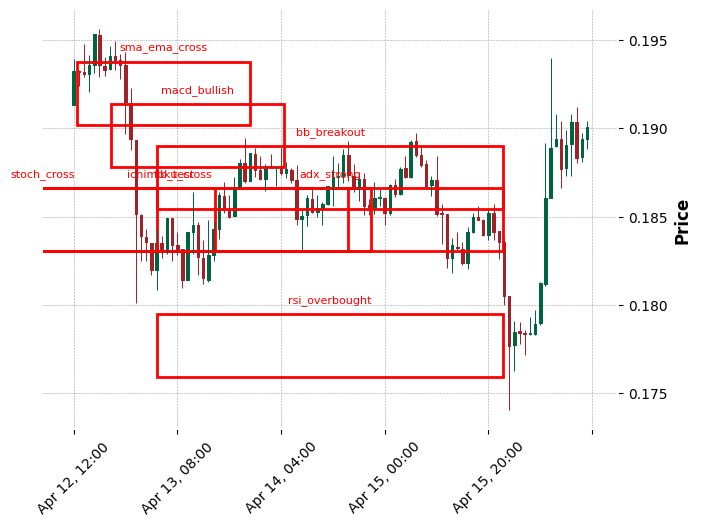 sma_ema_cross
macd_bullish
bb_breakout
stoch_cross
ichimoku_cross
adx_strong
rsi_overbought
0.195
0.190
0.185
0.180
0.175
Price
Apr 12, 12:00
Apr 13, 08:00
Apr 14, 04:00
Apr 15, 00:00
Apr 15, 20:00